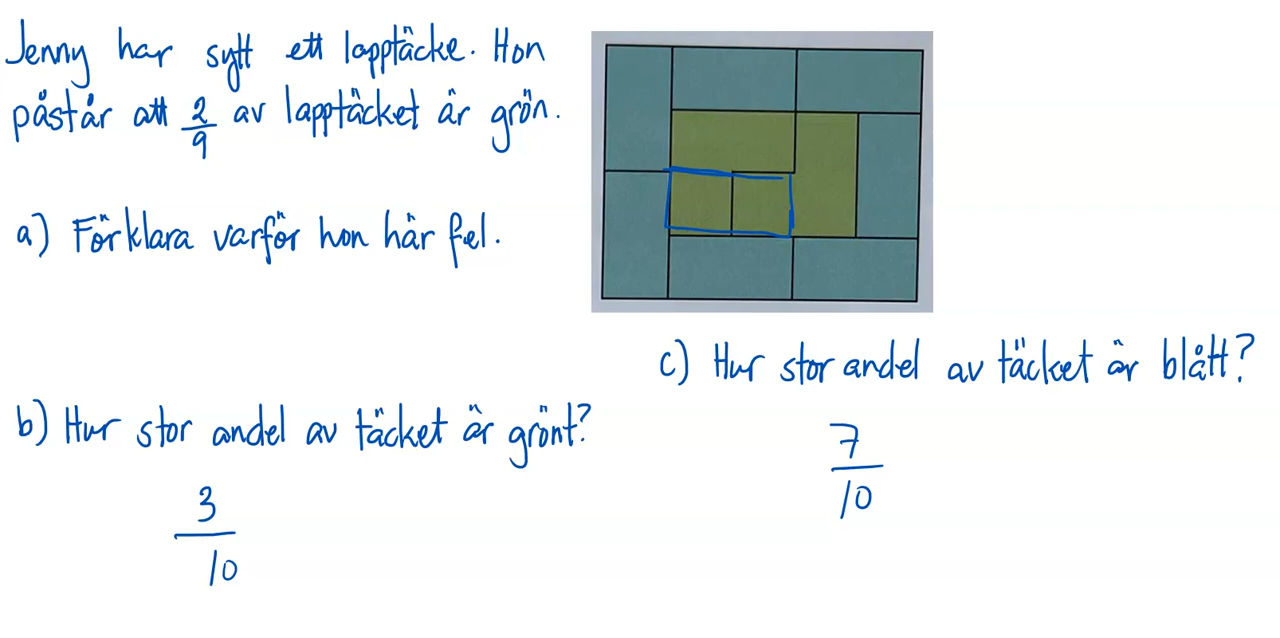 Jenny har sytt ett lapptäcke. Hon
påstår att 2/9 av lapptäcket är grön.
a) Förklara varför hon här fel.
c) Hur stor andel av täcket är blått?
7/10
b) Hur stor andel av täcket är grönt?
3/10